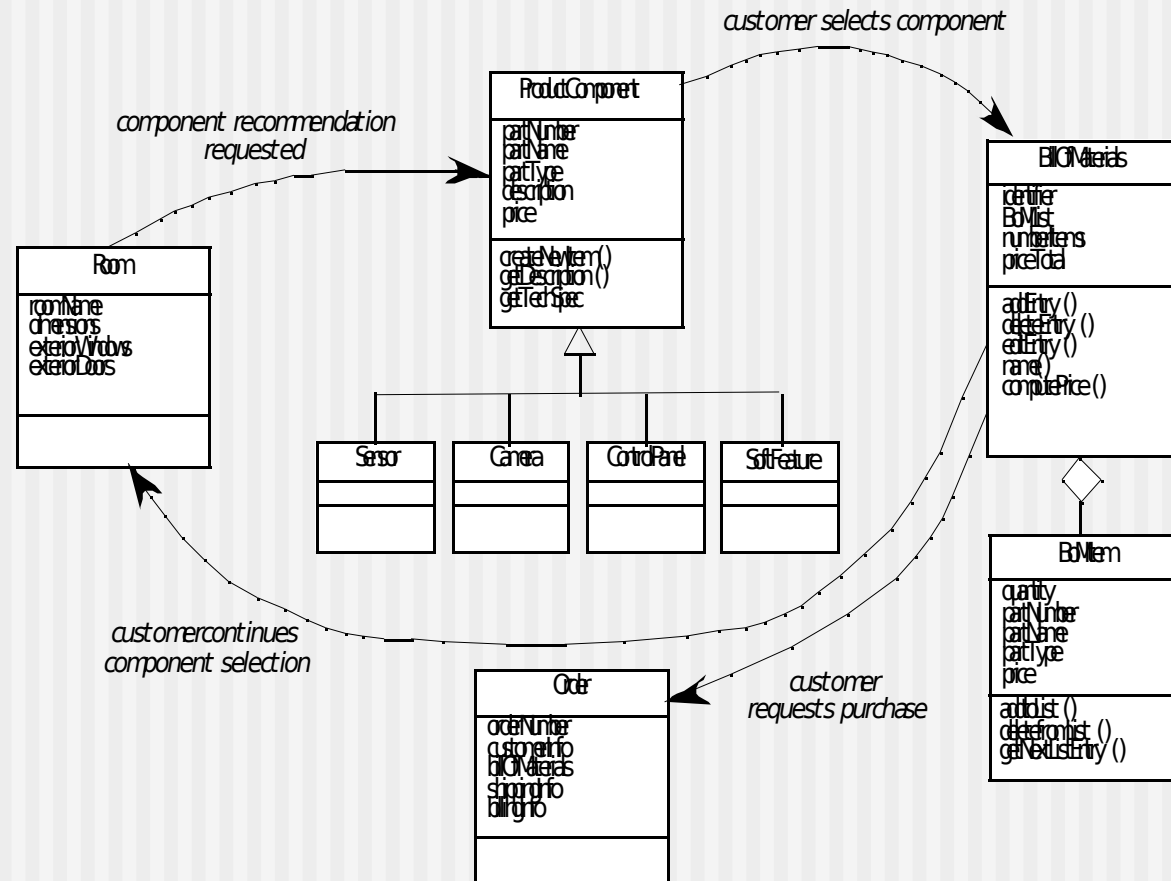 customer selects component
component recommendation
requested
ProductComponent
partNumber
partName
partType
description
price
createNewItem()
getDescription ()
getTechSpec
BillOfMaterials
identifier
BoMList
numberItems
priceTotal
addEntry ()
deleteEntry ()
editEntry ()
name()
computePrice ()
Room
roomName
dimensions
exteriorWindows
exteriorDoors
Sensor
Camera
ControlPanel
SoftFeature
BoMItem
quantity
partNumber
partName
partType
price
addtoList ()
deletefromList ()
getNextListEntry ()
customercontinues
component selection
Order
orderNumber
customerInfo
billOfMaterials
shippingInfo
billingInfo
customer
requests purchase